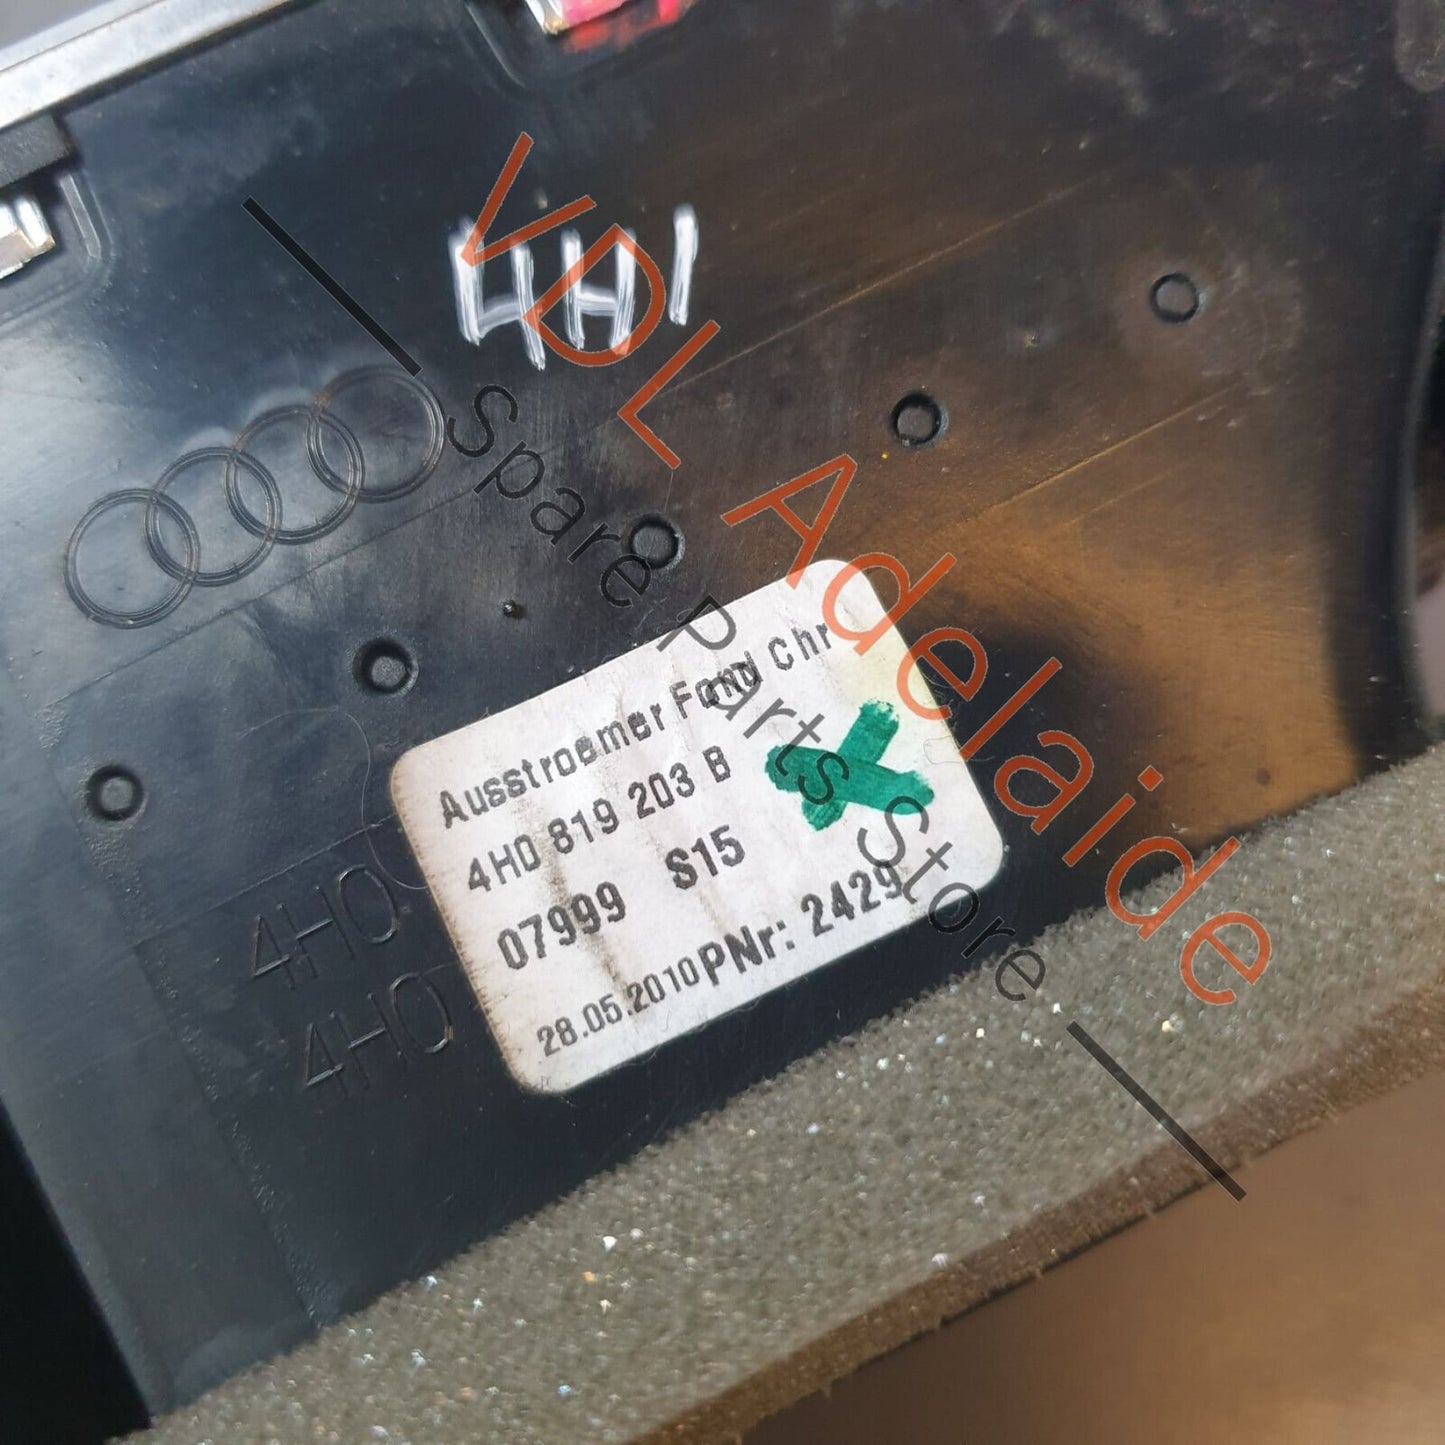 4H1
VDL Adelaide
Spare Parts Store
Ausstroemer Fond Chr
4H0 819 203 B
07999 S15
28.05.2010 PNr: 2429
4H0
4H0